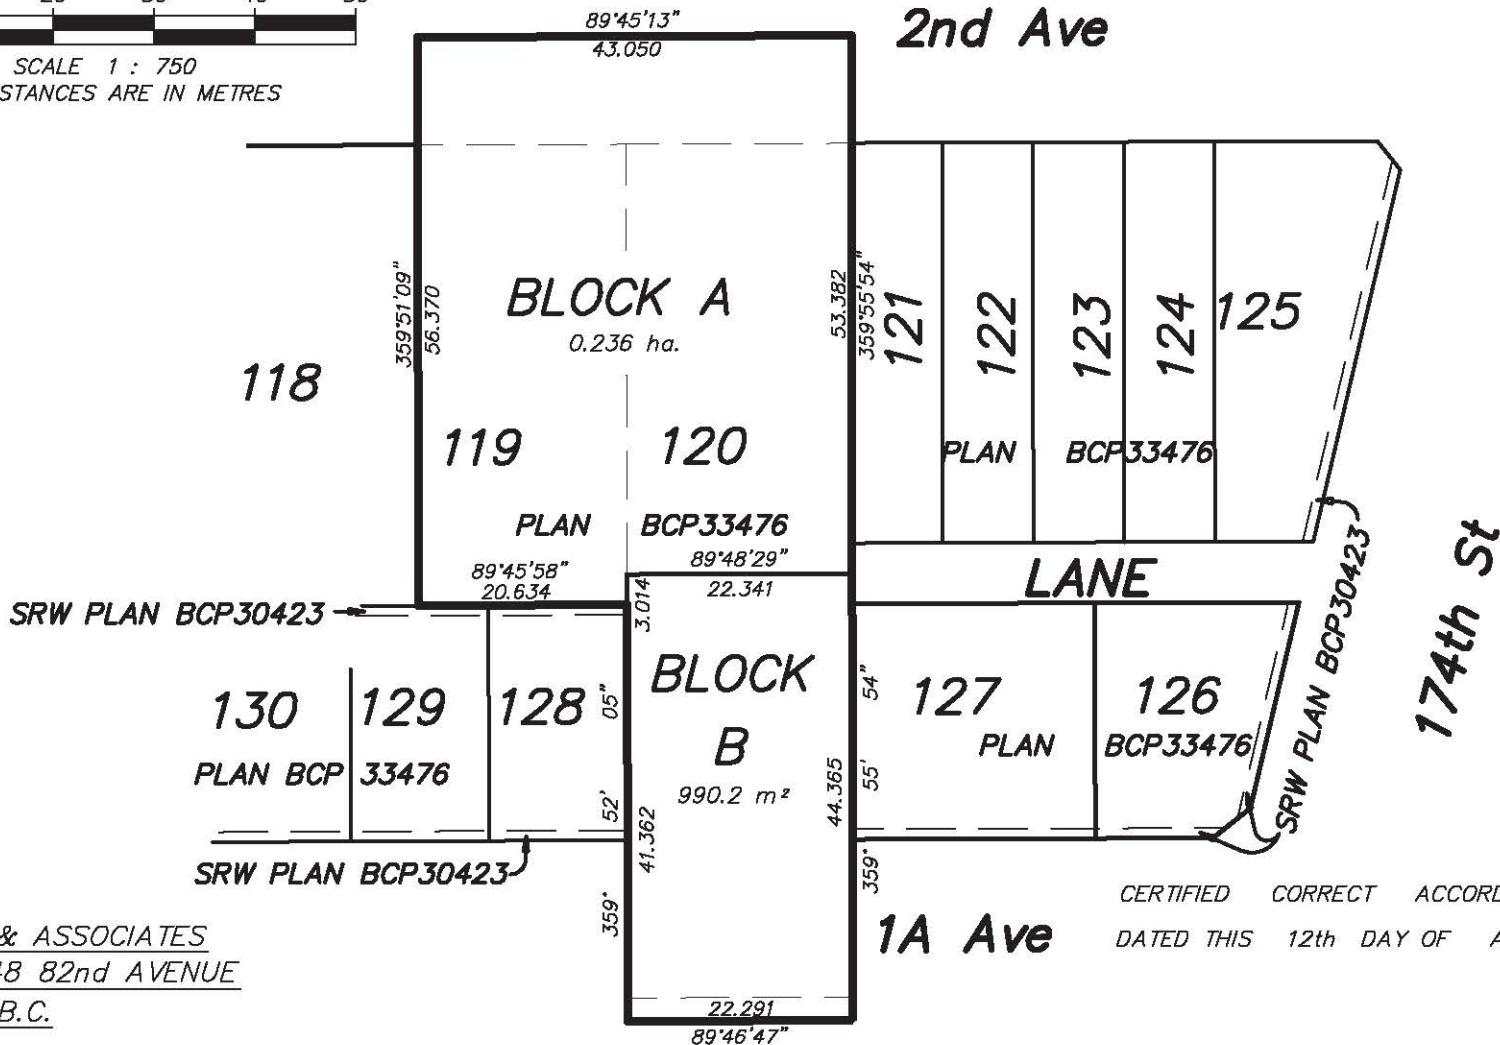 89°45'13"
43.050
2nd Ave
SCALE 1 : 750
ARE IN METRES
359°51'09"
56.370
BLOCK A
0.236 ha.
53.382
359°55'54"
118
119
120
PLAN BCP33476
121
122
123
124
125
PLAN BCP33476
89°45'58"
20.634
89°48'29"
22.341
3.014
LANE
SRW PLAN BCP30423
SRW PLAN BCP30423
174th St
130
129
128
PLAN BCP 33476
SRW PLAN BCP30423
359° 52' 05"
41.362
BLOCK
B
990.2 m²
44.365
359° 55' 54"
127
126
PLAN BCP33476
1A Ave
22.291
89°46'47"
& ASSOCIATES
82nd AVENUE
B.C.
CERTIFIED CORRECT
DATED THIS 12th DAY OF